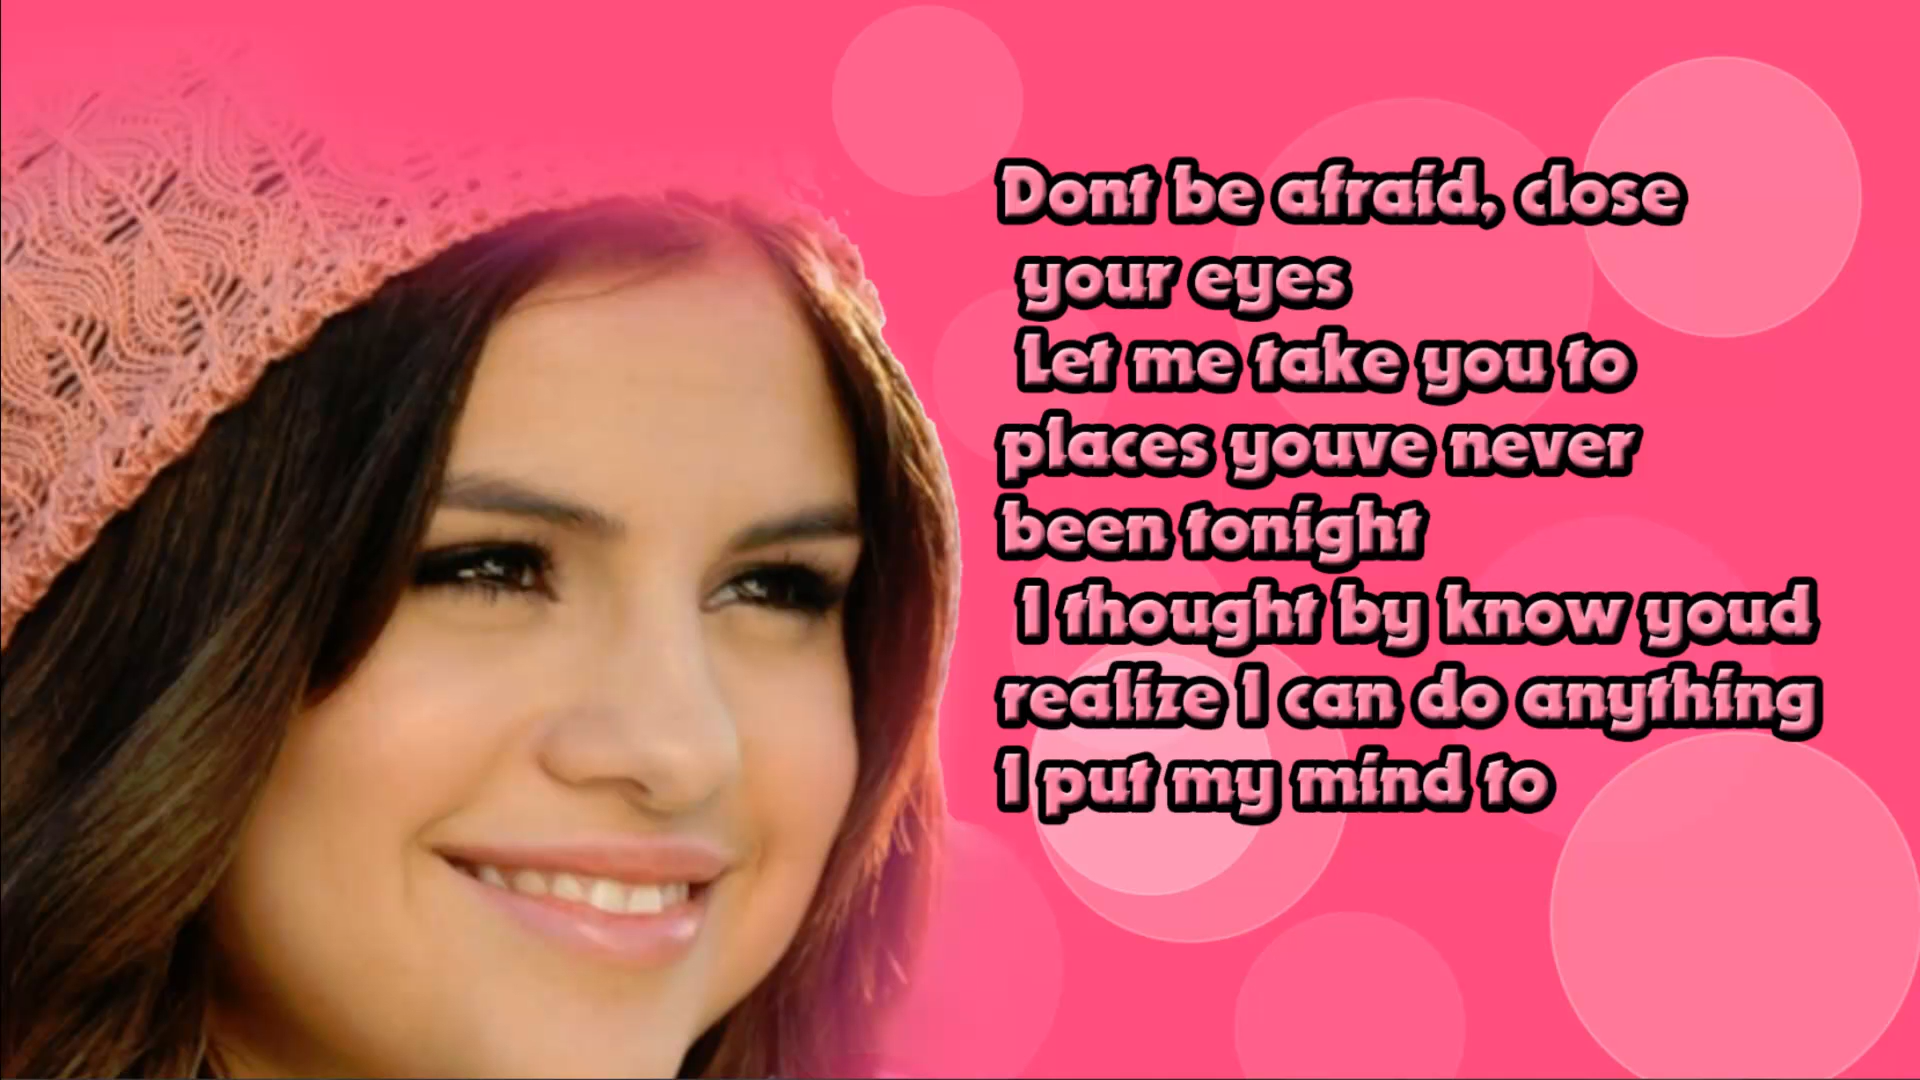 Dont be afraid, close
your eyes
Let me take you to
places youve never
been tonight
I thought by know youd
realize I can do anything
I put my mind to